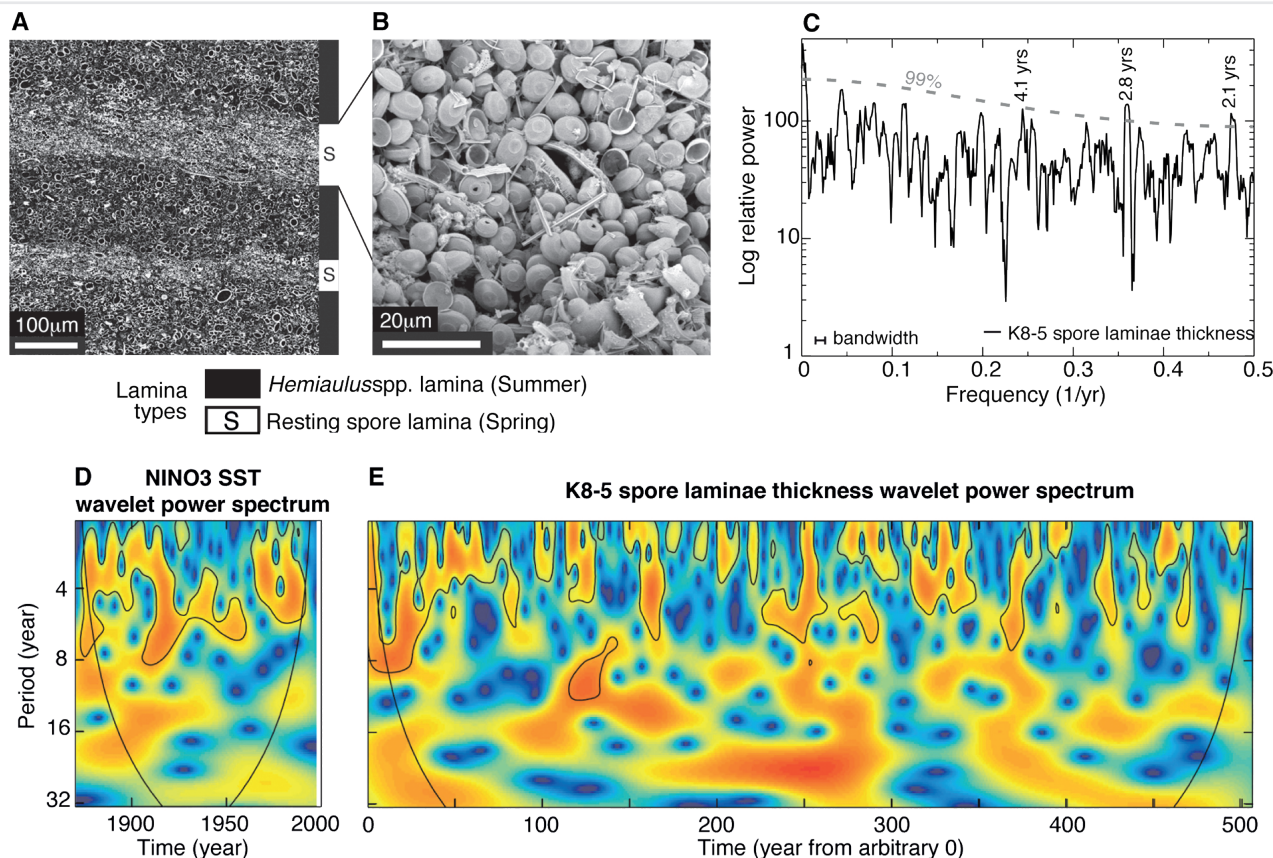 A
B
C
S
S
100µm
20µm
Lamina
types
Hemiaulusspp. lamina (Summer)
S
Resting spore lamina (Spring)
Log relative power
100
10
1
99%
4.1 yrs
2.8 yrs
2.1 yrs
bandwidth
K8-5 spore laminae thickness
0 0.1 0.2 0.3 0.4 0.5
Frequency (1/yr)
D
NINO3 SST
wavelet power spectrum
Period (year)
4
8
16
32
1900 1950 2000
Time (year)
E
K8-5 spore laminae thickness wavelet power spectrum
0 100 200 300 400 500
Time (year from arbitrary 0)